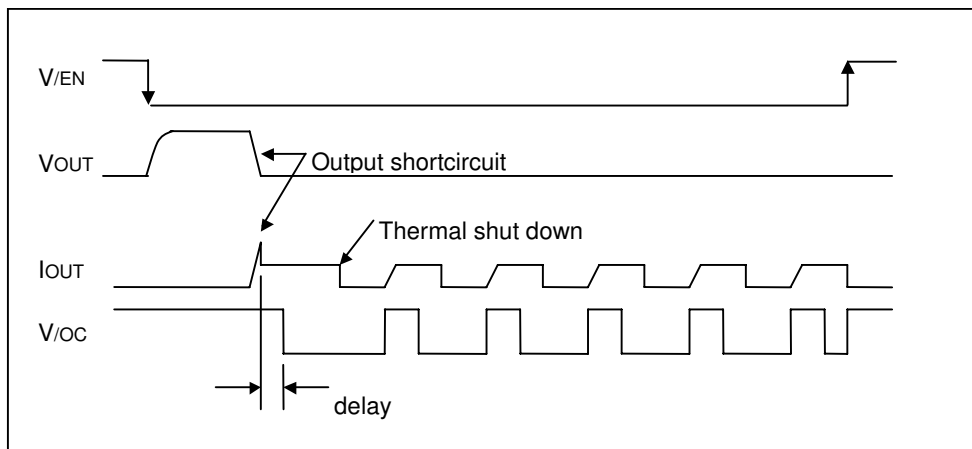 V/EN
VOUT
Output shortcircuit
Thermal shut down
IOUT
V/OC
delay